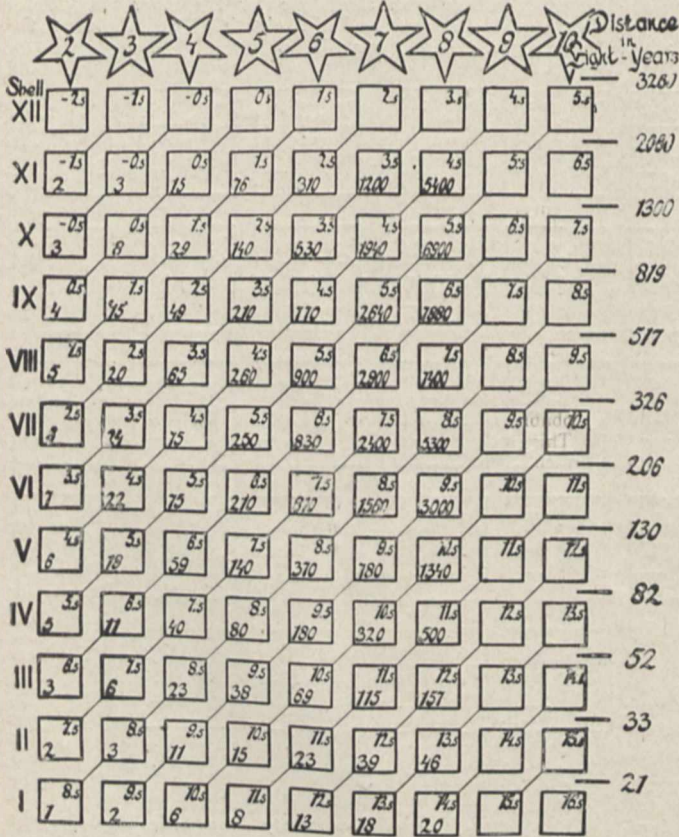 Distance
in
Light-Years
2 3 4 5 6 7 8 9 10
3260
Shell
XII -2.5 -1.5 -0.5 0.5 1.5 2.5 3.5 4.5 5.5
2060
XI -1.5 -0.5 0.5 1.5 2.5 3.5 4.5 5.5 6.5
2 3 15 76 310 1200 5400
1300
X -0.5 0.5 1.5 2.5 3.5 4.5 5.5 6.5 7.5
3 8 29 140 530 1940 6900
819
IX 0.5 1.5 2.5 3.5 4.5 5.5 6.5 7.5 8.5
4 15 49 210 770 2640 7880
517
VIII 1.5 2.5 3.5 4.5 5.5 6.5 7.5 8.5 9.5
5 20 65 260 900 2900 7400
326
VII 2.5 3.5 4.5 5.5 6.5 7.5 8.5 9.5 10.5
24 75 250 830 2400 5300
206
VI 3.5 4.5 5.5 6.5 7.5 8.5 9.5 10.5 11.5
7 22 75 210 1560 3000
130
V 4.5 5.5 6.5 7.5 8.5 9.5 10.5 11.5 12.5
6 19 59 140 370 780 1340
82
IV 5.5 6.5 7.5 8.5 9.5 10.5 11.5 12.5 13.5
5 11 40 80 180 320 500
52
III 6.5 7.5 8.5 9.5 10.5 11.5 12.5 13.5 14.5
3 6 23 38 69 115 157
33
II 7.5 8.5 9.5 10.5 11.5 12.5 13.5 14.5 15.5
2 3 11 15 23 39 46
21
I 8.5 9.5 10.5 11.5 12.5 13.5 14.5 15.5 16.5
1 2 6 8 13 18 20